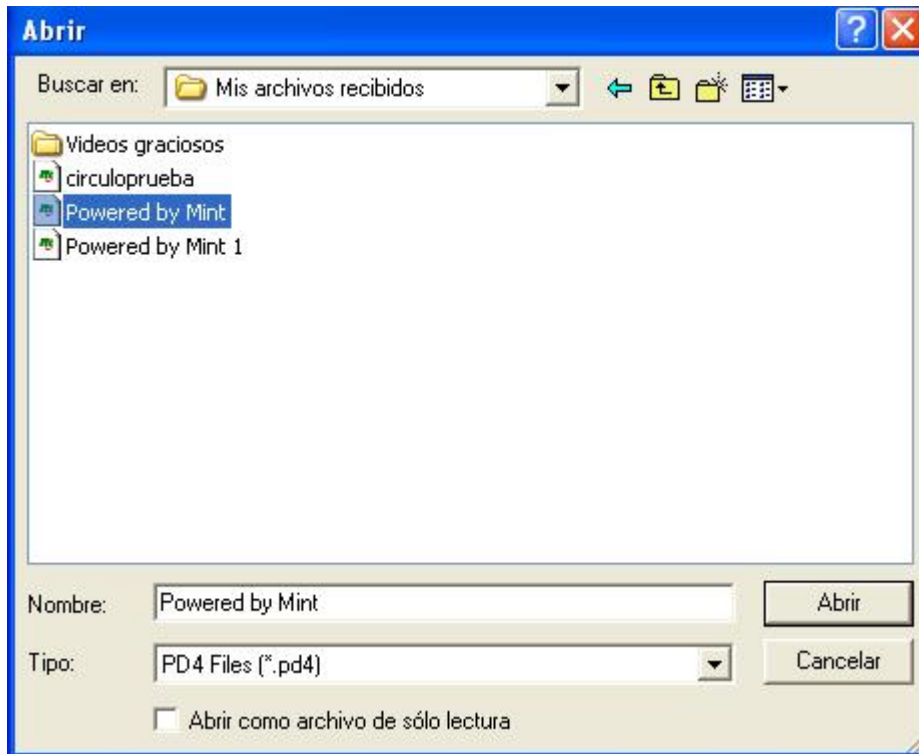 Abrir
Buscar en: Mis archivos recibidos
Videos graciosos
circuloprueba
Powered by Mint
Powered by Mint 1
Nombre: Powered by Mint Abrir
Tipo: PD4 Files (*.pd4) Cancelar
Abrir como archivo de sólo lectura